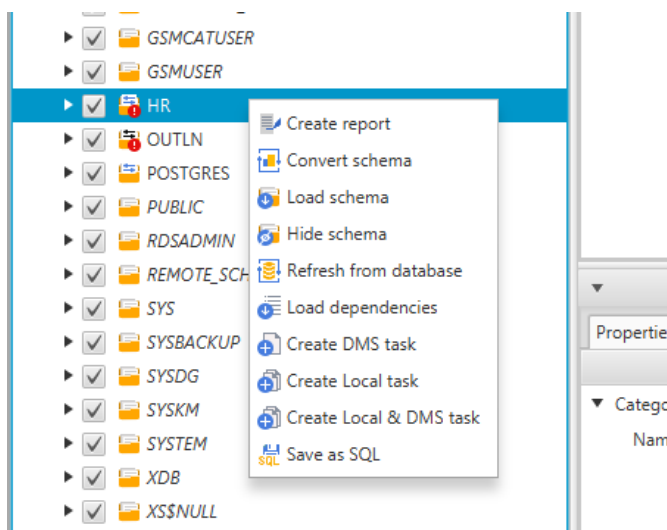 GSMCATUSER
GSMUSER
HR
OUTLN
POSTGRES
PUBLIC
RDSADMIN
REMOTE_SCH
SYS
SYSBACKUP
SYSDG
SYSKM
SYSTEM
XDB
XS$NULL
Create report
Convert schema
Load schema
Hide schema
Refresh from database
Load dependencies
Create DMS task
Create Local task
Create Local & DMS task
SQL Save as SQL
Propertie
Catego
Nam